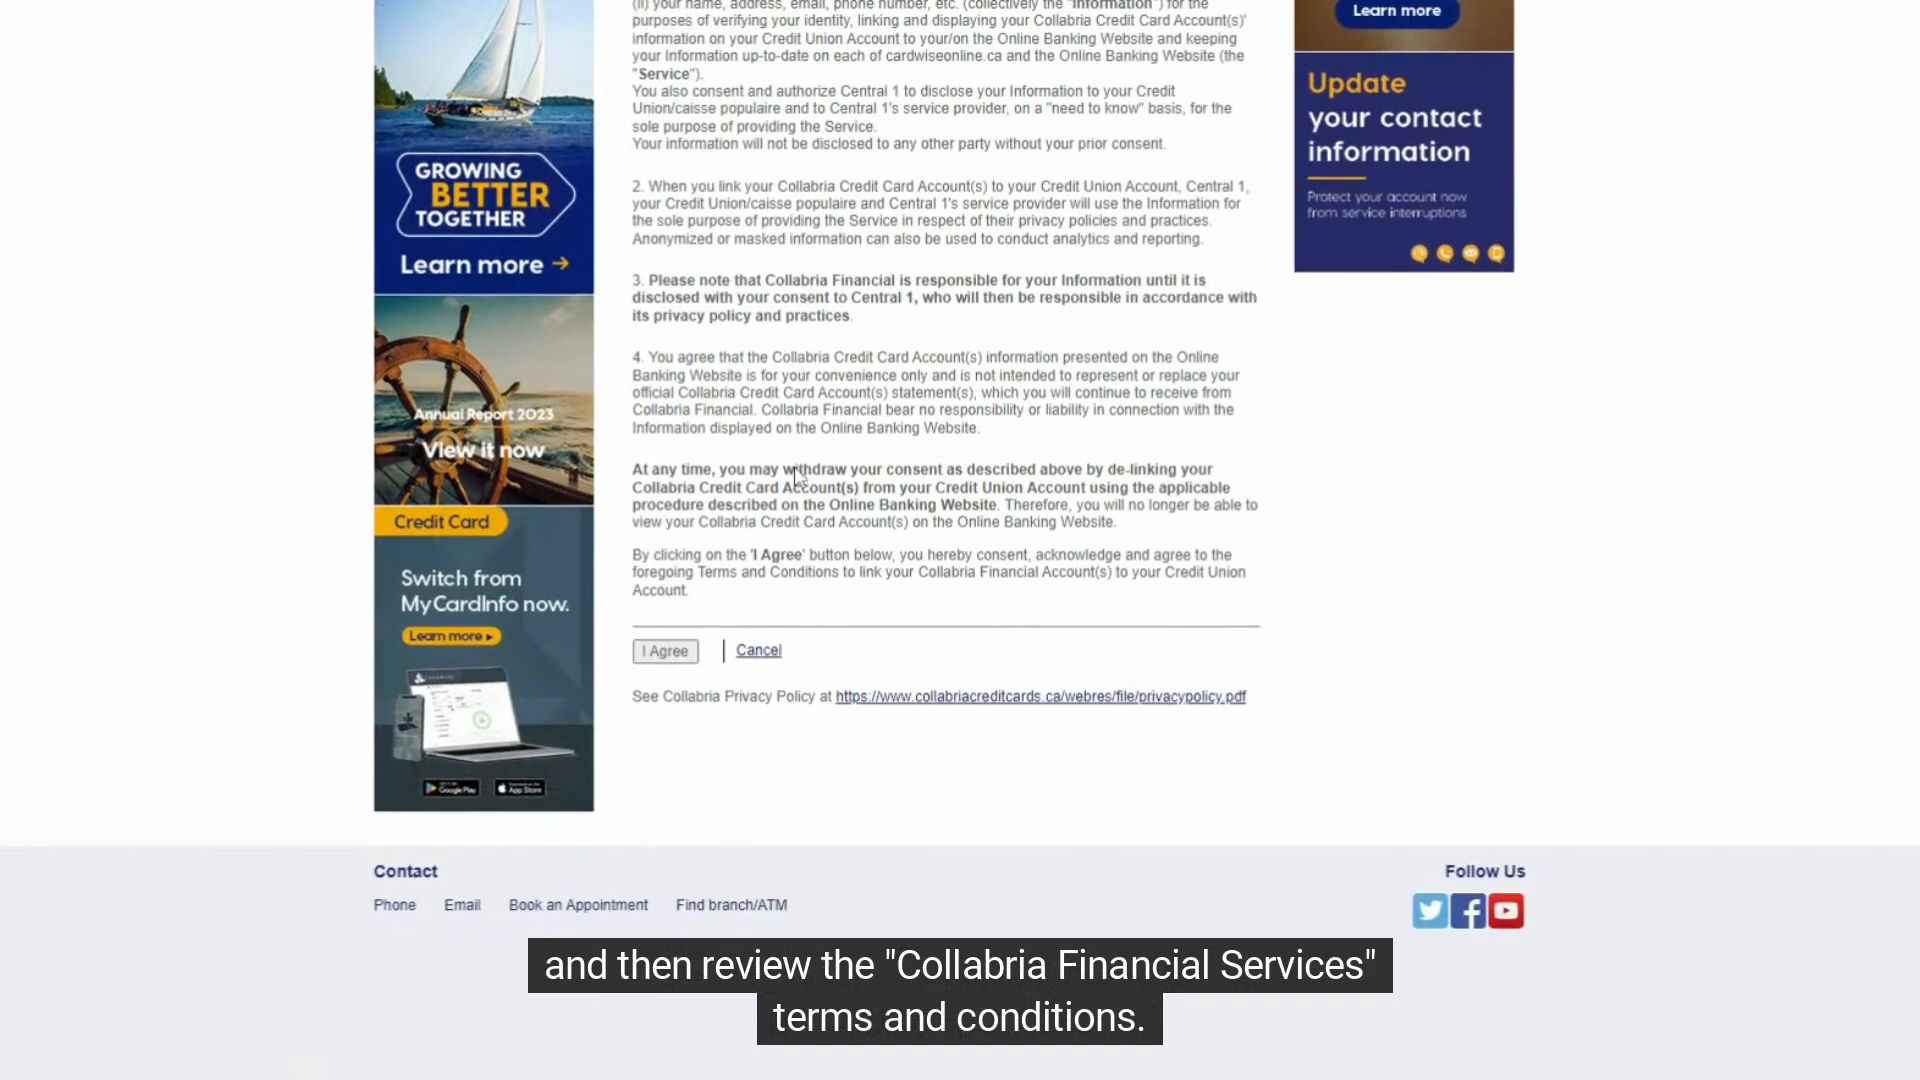 GROWING
BETTER
TOGETHER
Learn more →
Annual Report 2023
View it now
Credit Card
Switch from
MyCardInfo now.
Learn more ▸
Google Play
App Store
(ii) your name, address, email, phone number, etc. (collectively the "Information") for the
purposes of verifying your identity, linking and displaying your Collabria Credit Card Account(s)'
information on your Credit Union Account to your/on the Online Banking Website and keeping
your Information up-to-date on each of cardwiseonline.ca and the Online Banking Website (the
"Service").
You also consent and authorize Central 1 to disclose your Information to your Credit
Union/caisse populaire and to Central 1's service provider, on a "need to know" basis, for the
sole purpose of providing the Service.
Your information will not be disclosed to any other party without your prior consent.
2. When you link your Collabria Credit Card Account(s) to your Credit Union Account, Central 1,
your Credit Union/caisse populaire and Central 1's service provider will use the Information for
the sole purpose of providing the Service in respect of their privacy policies and practices.
Anonymized or masked information can also be used to conduct analytics and reporting.
3. Please note that Collabria Financial is responsible for your Information until it is
disclosed with your consent to Central 1, who will then be responsible in accordance with
its privacy policy and practices.
4. You agree that the Collabria Credit Card Account(s) information presented on the Online
Banking Website is for your convenience only and is not intended to represent or replace your
official Collabria Credit Card Account(s) statement(s), which you will continue to receive from
Collabria Financial. Collabria Financial bear no responsibility or liability in connection with the
Information displayed on the Online Banking Website.
At any time, you may withdraw your consent as described above by de-linking your
Collabria Credit Card Account(s) from your Credit Union Account using the applicable
procedure described on the Online Banking Website. Therefore, you will no longer be able to
view your Collabria Credit Card Account(s) on the Online Banking Website.
By clicking on the 'I Agree' button below, you hereby consent, acknowledge and agree to the
foregoing Terms and Conditions to link your Collabria Financial Account(s) to your Credit Union
Account.
I Agree | Cancel
See Collabria Privacy Policy at https://www.collabriacreditcards.ca/webres/file/privacypolicy.pdf
Learn more
Update
your contact
information
Protect your account now
from service interruptions
Contact
Phone Email Book an Appointment Find branch/ATM
Follow Us
and then review the "Collabria Financial Services"
terms and conditions.